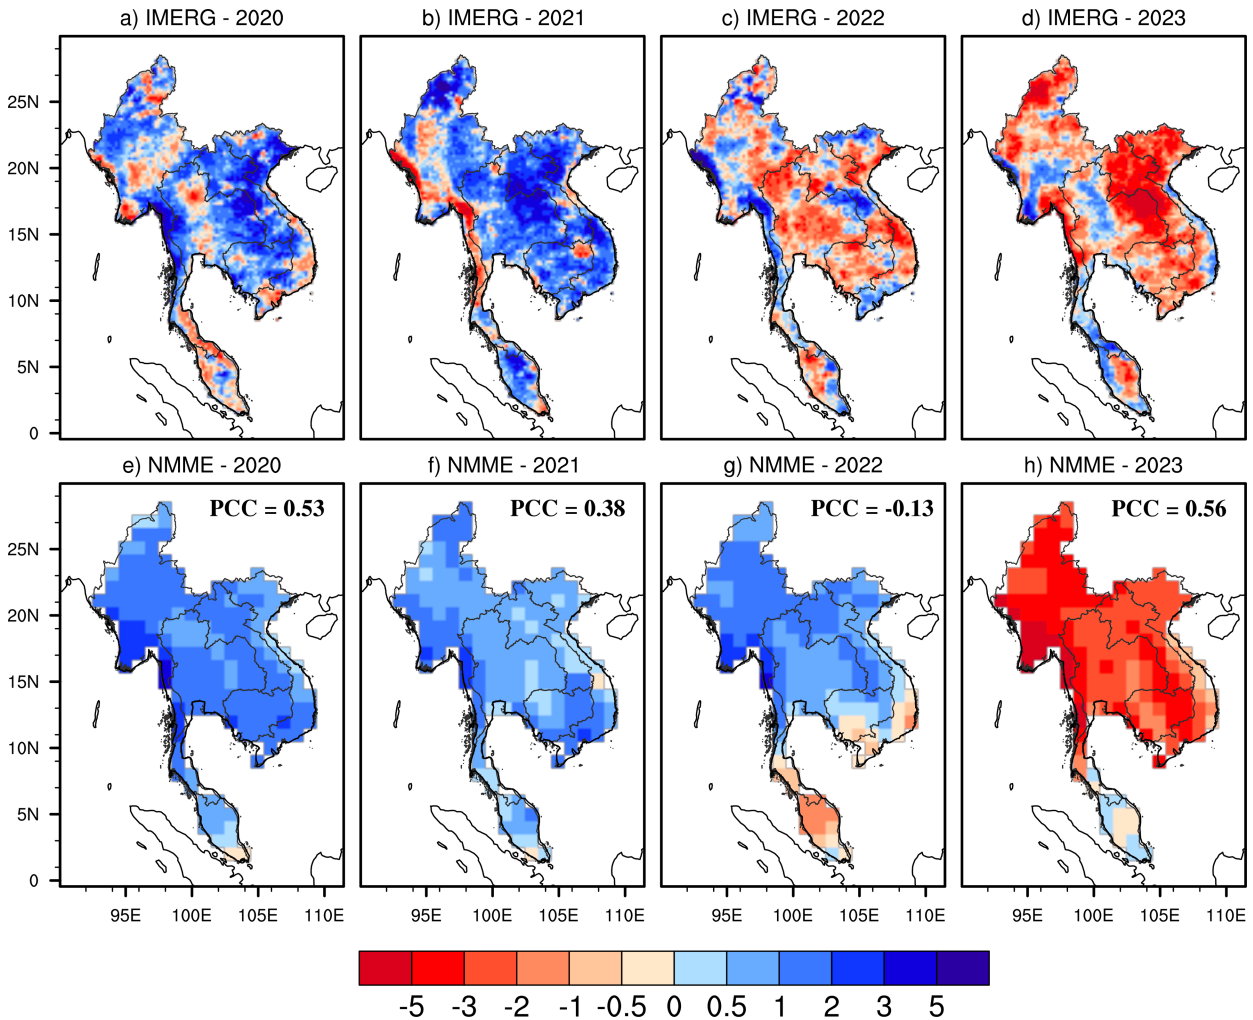 a) IMERG - 2020
b) IMERG - 2021
c) IMERG - 2022
d) IMERG - 2023
25N
20N
15N
10N
5N
0
e) NMME - 2020
f) NMME - 2021
g) NMME - 2022
h) NMME - 2023
PCC = 0.53
PCC = 0.38
PCC = -0.13
PCC = 0.56
25N
20N
15N
10N
5N
0
95E 100E 105E 110E
95E 100E 105E 110E
95E 100E 105E 110E
95E 100E 105E 110E
-5 -3 -2 -1 -0.5 0 0.5 1 2 3 5